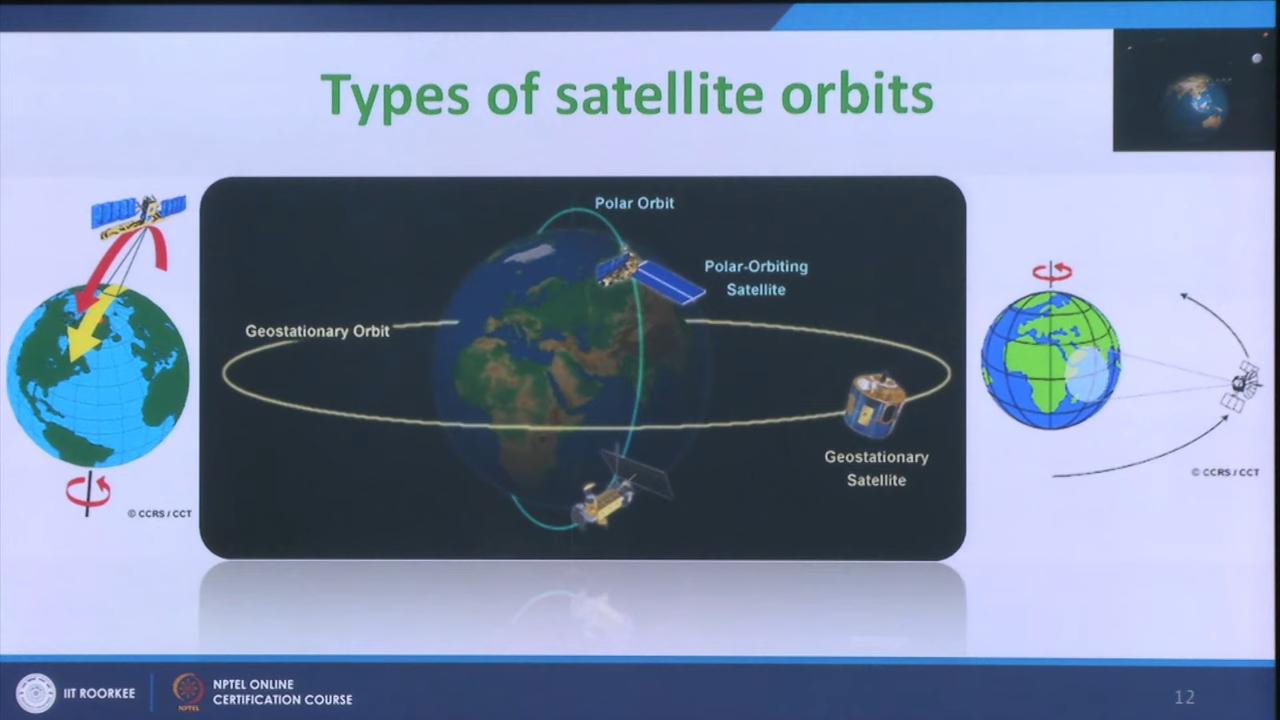 Types of satellite orbits
Polar Orbit
Polar-Orbiting
Satellite
Geostationary Orbit
Geostationary
Satellite
© CCRS / CCT
© CCRS / CCT
IIT ROORKEE
NPTEL
NPTEL ONLINE
CERTIFICATION COURSE
12